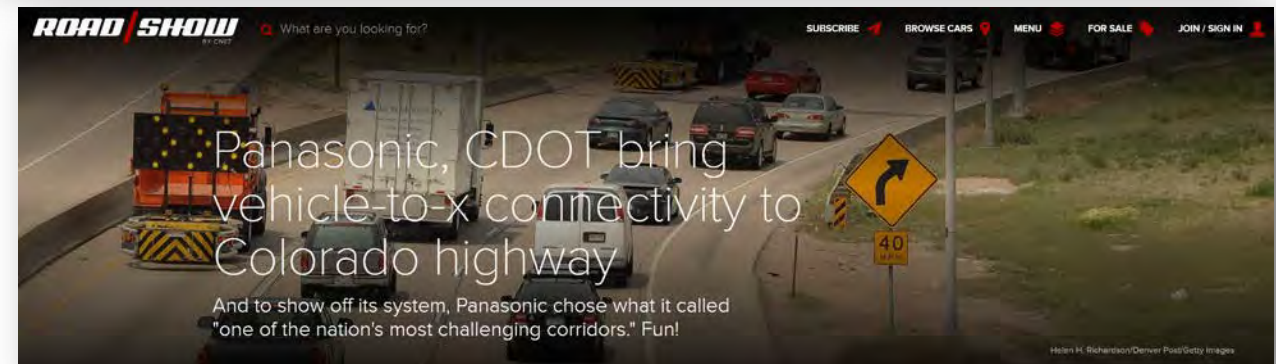 ROAD/SHOW
BY CNET
What are you looking for?
SUBSCRIBE
BROWSE CARS
MENU
FOR SALE
JOIN / SIGN IN
Panasonic, CDOT bring
vehicle-to-x connectivity to
Colorado highway
And to show off its system, Panasonic chose what it called
"one of the nation's most challenging corridors." Fun!
40
M.P.H.
Helen H. Richardson/Denver Post/Getty Images